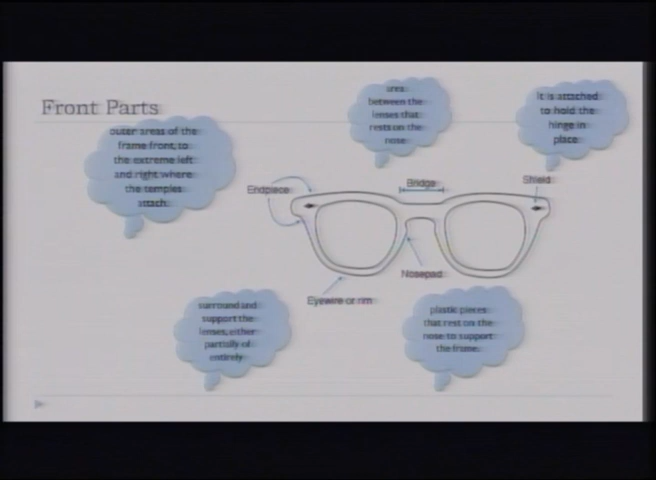 Front Parts
outer areas of the
frame front, to
the extreme left
and right where
the temples
attach.
area
between the
lenses that
rests on the
nose
It is attached
to hold the
hinge in
place.
Endpiece
Bridge
Shield
Nosepad
Eyewire or rim
surround and
support the
lenses, either
partially of
entirely
plastic pieces
that rest on the
nose to support
the frame.